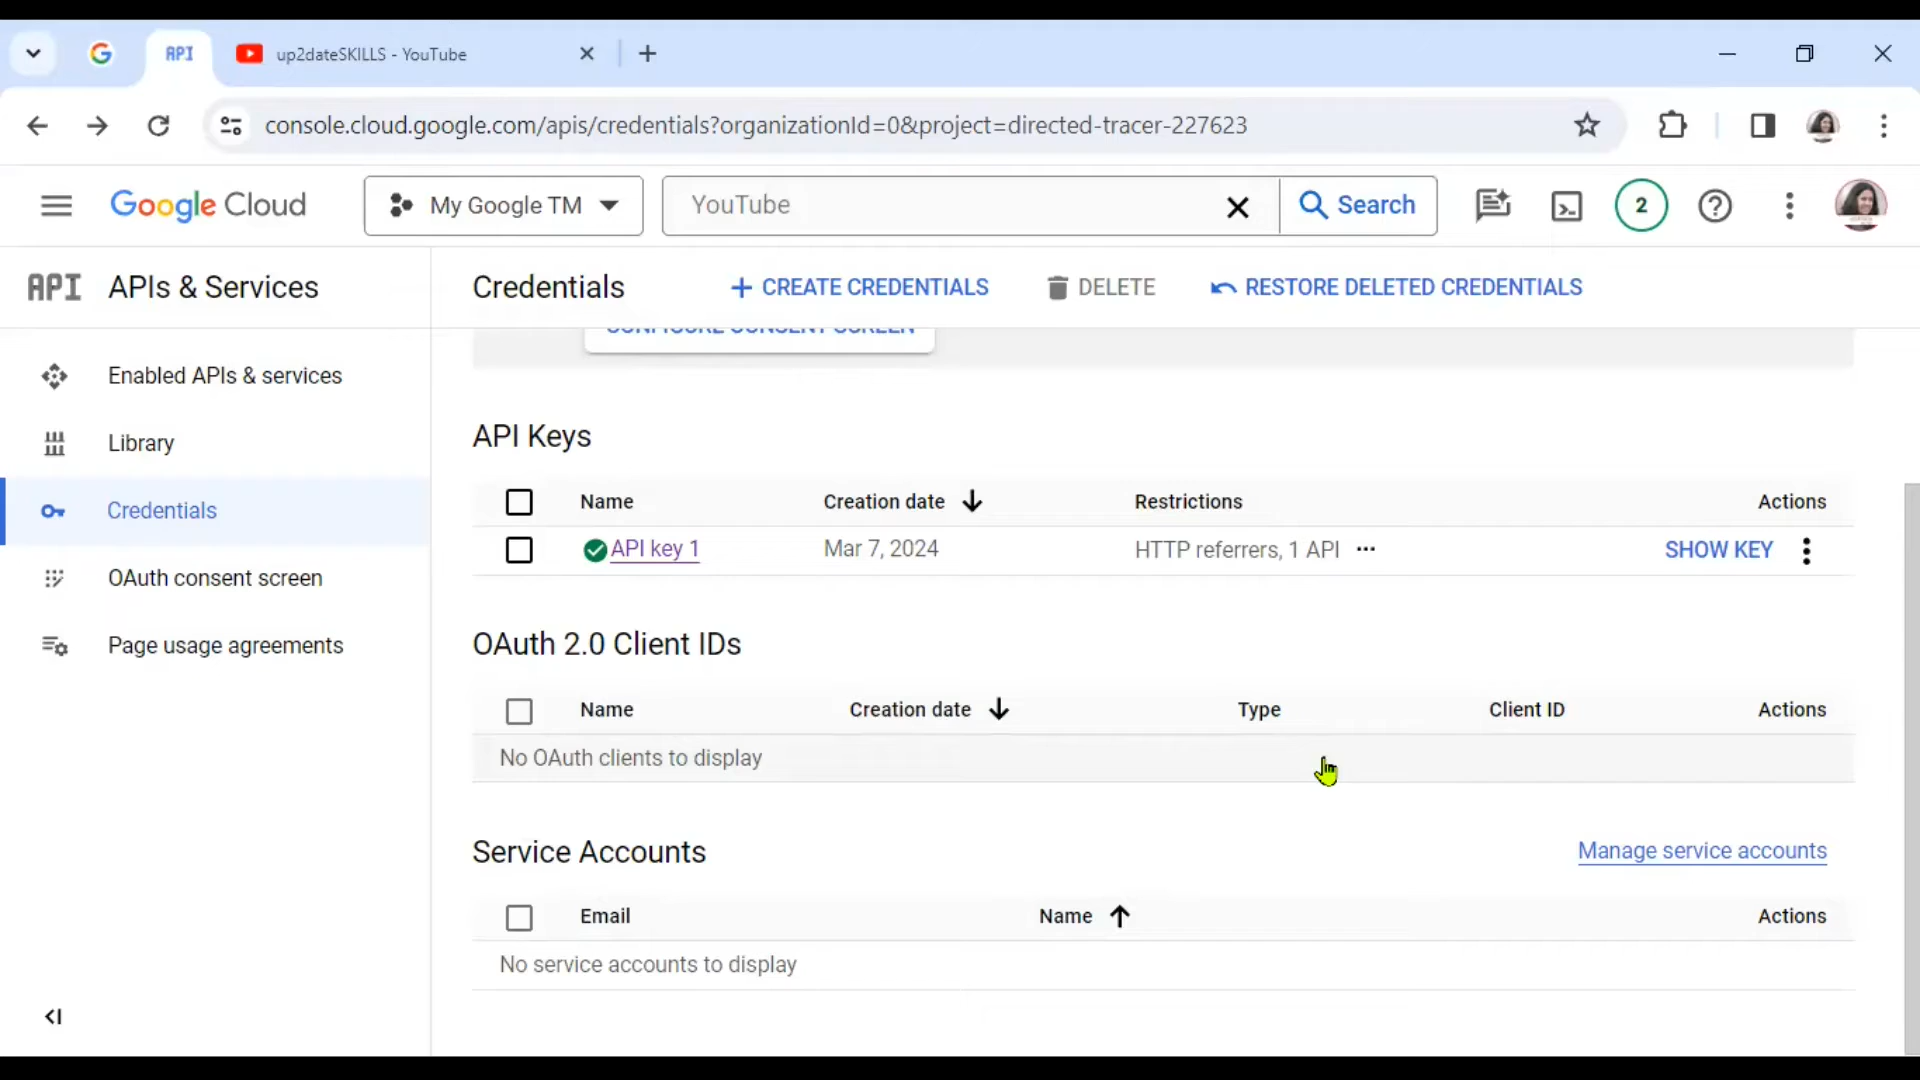 API
up2dateSKILLS - YouTube
console.cloud.google.com/apis/credentials?organizationId=0&project=directed-tracer-227623
Google Cloud
My Google TM
YouTube
Search
2
API APIs & Services
Credentials
CREATE CREDENTIALS
DELETE
RESTORE DELETED CREDENTIALS
CONFIGURE CONSENT SCREEN
Enabled APIs & services
Library
Credentials
OAuth consent screen
Page usage agreements
API Keys
Name Creation date Restrictions Actions
API key 1 Mar 7, 2024 HTTP referrers, 1 API ... SHOW KEY
OAuth 2.0 Client IDs
Name Creation date Type Client ID Actions
No OAuth clients to display
Service Accounts
Manage service accounts
Email Name Actions
No service accounts to display